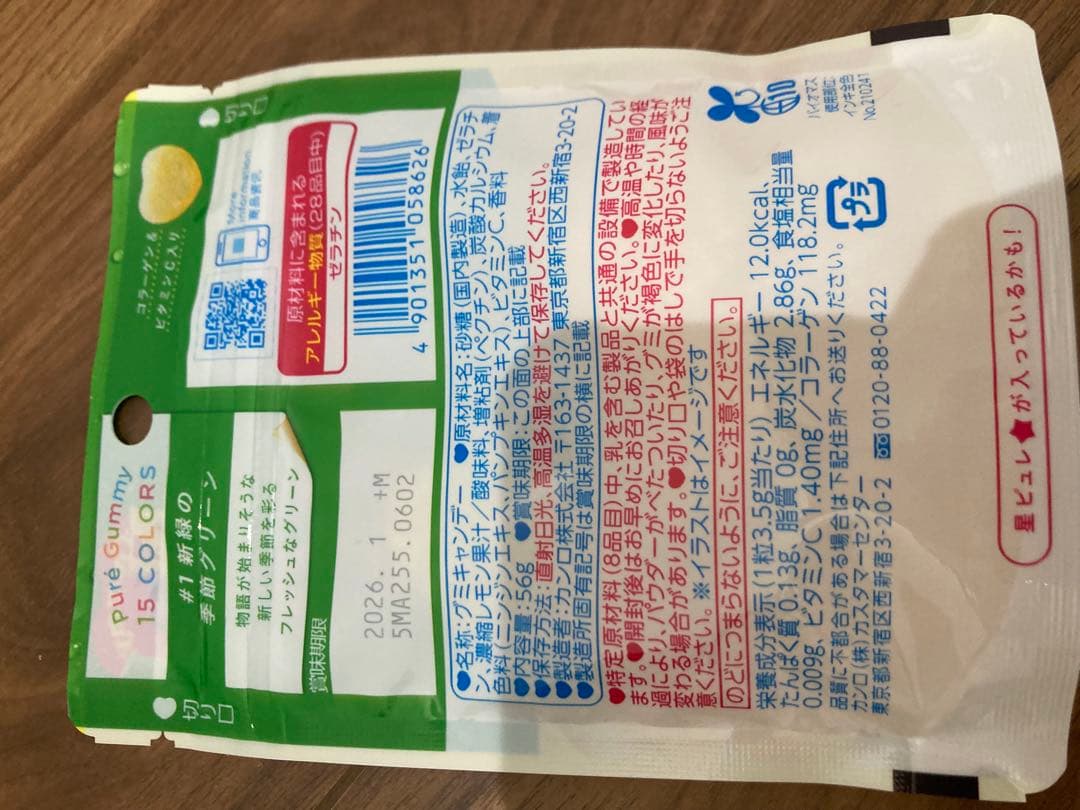 切り口
切り口
Puré Gummy
15 COLORS
#1 新緑の
季節グリーン
物語が始まりそうな
新しい季節を彩る
フレッシュなグリーン
コラーゲン&
ビタミンC入り
More
information
商品情報
原材料に含まれる
アレルギー物質(28品目中)
ゼラチン
4 901351 058626
賞味期限
2026. 1 +M
5MA255.0602
●名称:グミキャンデー ●原材料名:砂糖(国内製造)、水飴、ゼラチ
ン、濃縮レモン果汁/酸味料、増粘剤(ペクチン)、炭酸カルシウム、着
色料(ニンジンエキス、パンプキンエキス)、ビタミンC、香料
●内容量:56g ●賞味期限:この面の上部に記載
●保存方法:直射日光、高温多湿を避けて保存してください。
●製造者:カンロ株式会社 〒163-1437 東京都新宿区西新宿3-20-2
●製造所固有記号は賞味期限の横に記載
●特定原材料(8品目)中、乳を含む製品と共通の設備で製造してい
ます。●開封後はお早めにお召しあがりください。●高温や時間の経
過により、パウダーがべたついたり、グミが褐色に変化したり、風味が
変わる場合があります。●切り口や袋のはしで手を切らないようご注
意ください。 ※イラストはイメージです
のどにつまらないように、ご注意ください。
栄養成分表示(1粒3.5g当たり) エネルギー 12.0kcal、
たんぱく質 0.13g、脂質 0g、炭水化物 2.86g、食塩相当量
0.009g、ビタミンC 1.40mg/コラーゲン 118.2mg
品質に不都合がある場合は下記住所へお送りください。
カンロ(株)カスタマーセンター
東京都新宿区西新宿3-20-2 0120-88-0422
プラ
バイオマス
使用部位:
インキ全色
No.210241
星ピュレ★が入っているかも!